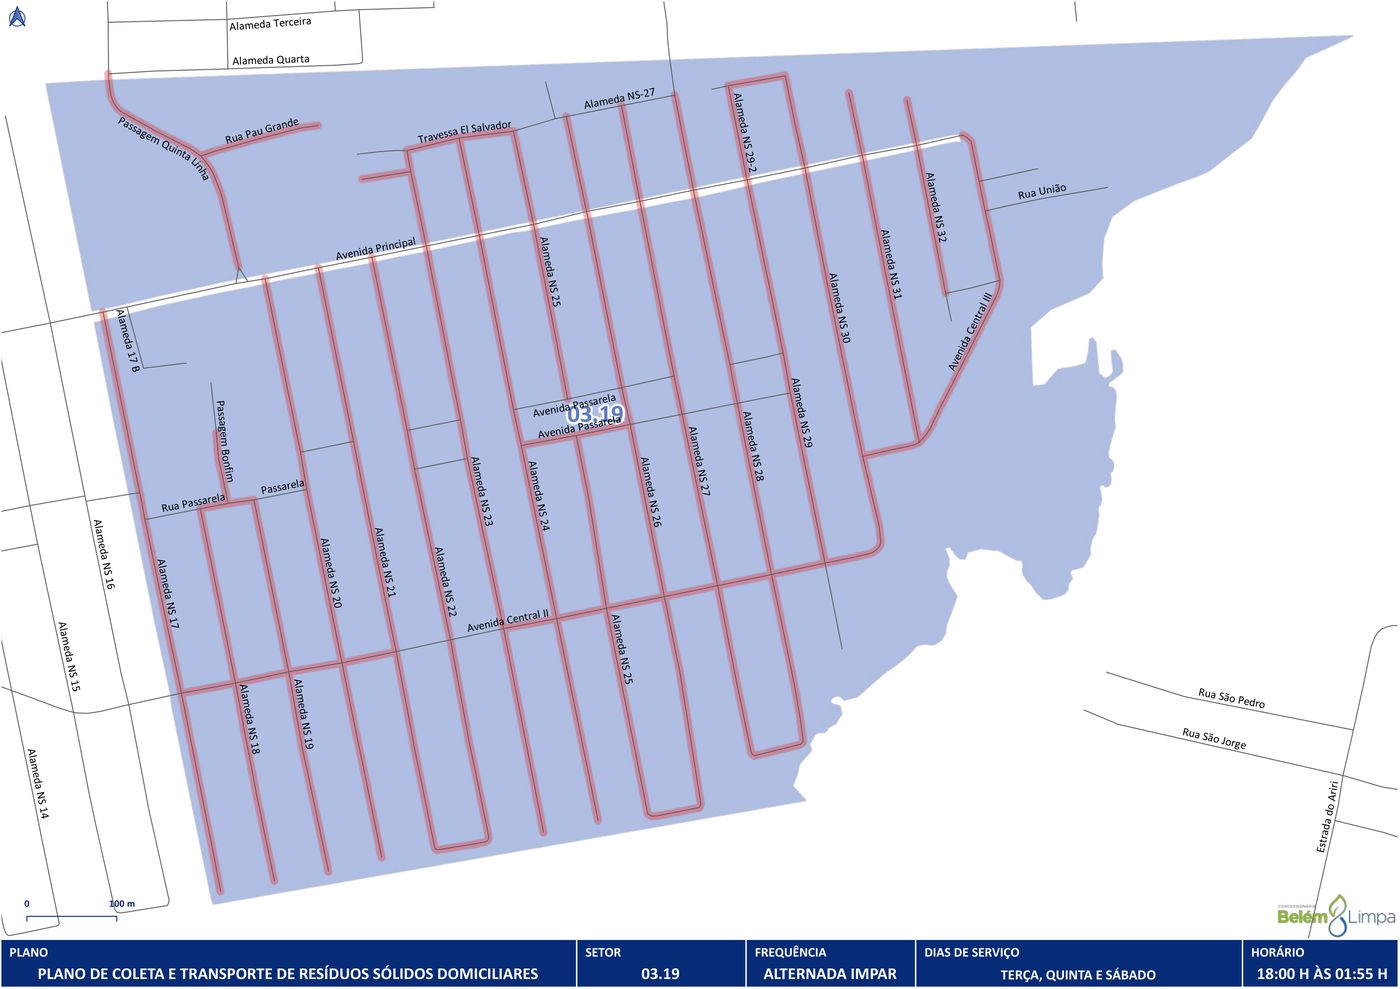 Alameda Terceira
Alameda Quarta
Alameda NS-27
Travessa El Salvador
Rua Pau Grande
Passagem Quinta Unha
Alameda NS 29-2
Rua União
Alameda NS 32
Avenida Principal
Alameda NS 25
Alameda NS 31
Alameda NS 30
Avenida Central III
Alameda 17 B
Avenida Passarela
03.19
Avenida Passarela
Alameda NS 29
Passagem Bonfim
Alameda NS 28
Alameda NS 27
Alameda NS 26
Alameda NS 24
Alameda NS 23
Passarela
Rua Passarela
Alameda NS 16
Alameda NS 20
Alameda NS 21
Alameda NS 22
Alameda NS 17
Avenida Central II
Alameda NS 25
Alameda NS 15
Alameda NS 18
Alameda NS 19
Rua São Pedro
Rua São Jorge
Alameda NS 14
Estrada do Ariri
0 100 m
CONCESSIONÁRIA
Belém Limpa
PLANO
PLANO DE COLETA E TRANSPORTE DE RESÍDUOS SÓLIDOS DOMICILIARES
SETOR
03.19
FREQUÊNCIA
ALTERNADA IMPAR
DIAS DE SERVIÇO
TERÇA, QUINTA E SÁBADO
HORÁRIO
18:00 H ÀS 01:55 H